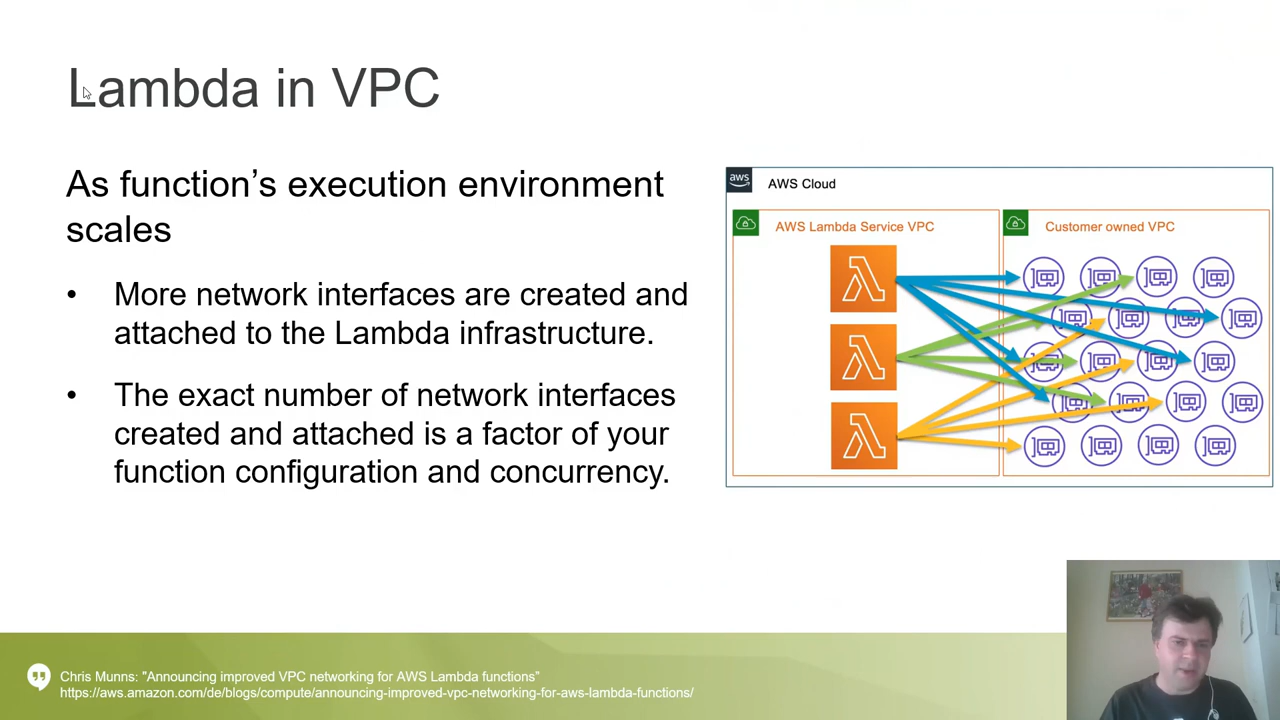 Lambda in VPC
As function’s execution environment
scales
• More network interfaces are created and
attached to the Lambda infrastructure.
• The exact number of network interfaces
created and attached is a factor of your
function configuration and concurrency.
aws
AWS Cloud
AWS Lambda Service VPC
Customer owned VPC
Chris Munns: "Announcing improved VPC networking for AWS Lambda functions”
https://aws.amazon.com/de/blogs/compute/announcing-improved-vpc-networking-for-aws-lambda-functions/